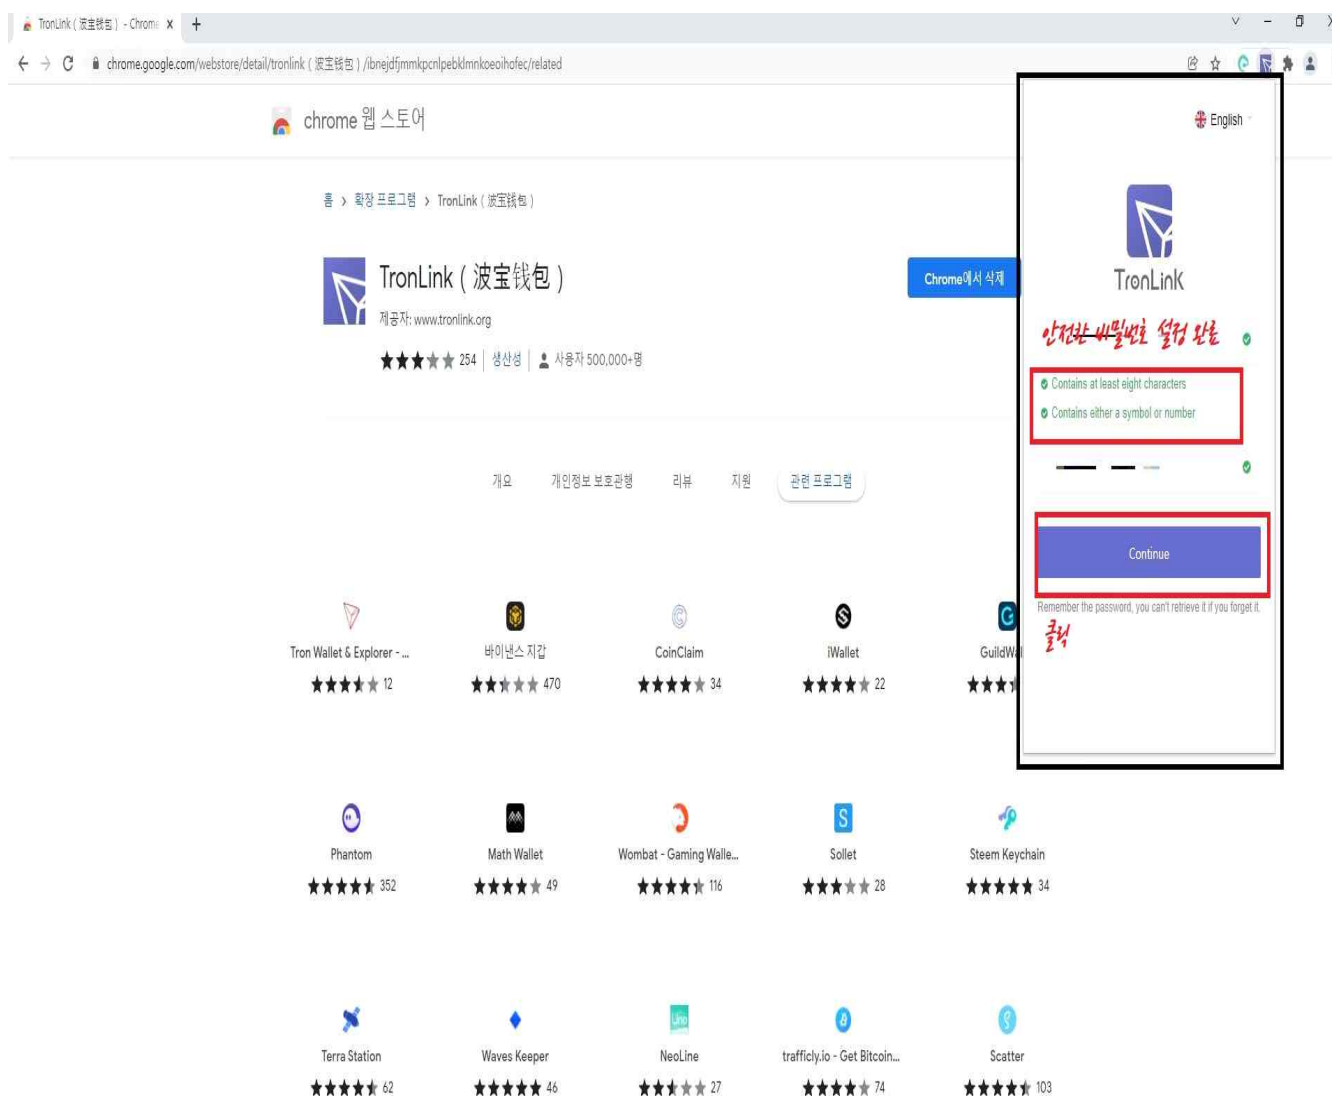 TronLink ( 波宝钱包 ) - Chrome
chrome.google.com/webstore/detail/tronlink ( 波宝钱包 ) /ibnejdfjmmkpcnlpebklmnkoeoihofec/related
chrome 웹 스토어
홈 > 확장 프로그램 > TronLink ( 波宝钱包 )
TronLink ( 波宝钱包 )
제공자: www.tronlink.org
254 | 생산성 | 사용자 500,000+명
Chrome에서 삭제
개요 개인정보 보호관행 리뷰 지원 관련 프로그램
English
TronLink
안전한 비밀번호 설정 완료
Contains at least eight characters
Contains either a symbol or number
Continue
Remember the password, you can't retrieve it if you forget it.
클릭
Tron Wallet & Explorer - ...
12
바이낸스 지갑
470
CoinClaim
34
iWallet
22
GuildWal
Phantom
352
Math Wallet
49
Wombat - Gaming Walle...
116
Sollet
28
Steem Keychain
34
Terra Station
62
Waves Keeper
46
NeoLine
27
trafficly.io - Get Bitcoin...
74
Scatter
103